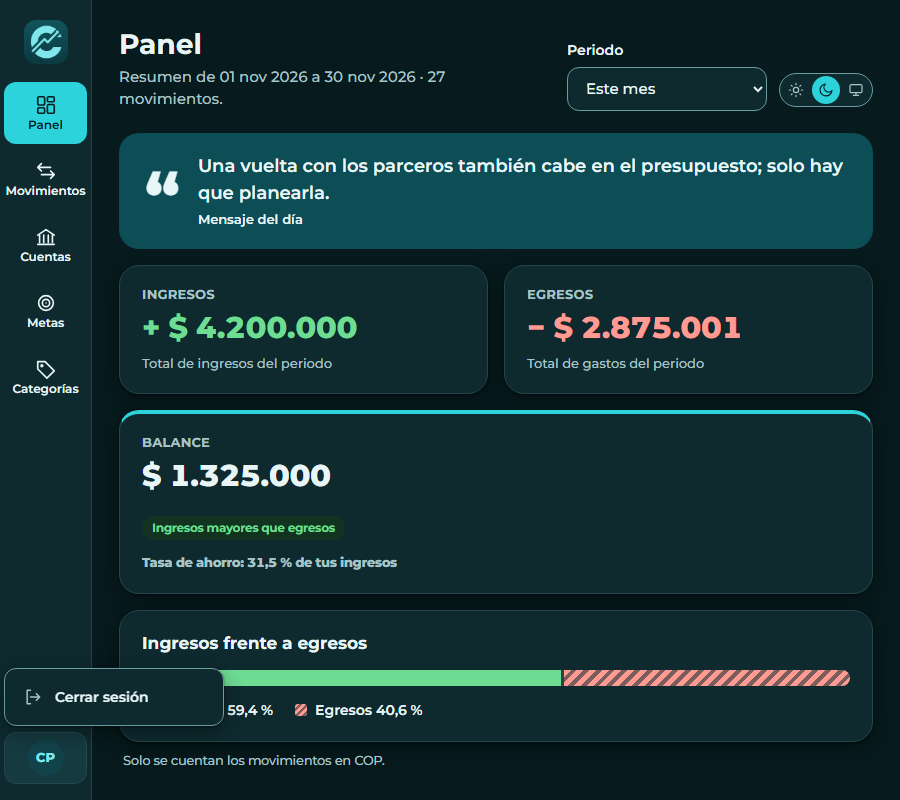 Panel
Resumen de 01 nov 2026 a 30 nov 2026 · 27
movimientos.
Periodo
Este mes
Panel
Movimientos
Cuentas
Metas
Categorías
Una vuelta con los parceros también cabe en el presupuesto; solo hay
que planearla.
Mensaje del día
INGRESOS
+ $ 4.200.000
Total de ingresos del periodo
EGRESOS
− $ 2.875.001
Total de gastos del periodo
BALANCE
$ 1.325.000
Ingresos mayores que egresos
Tasa de ahorro: 31,5 % de tus ingresos
Ingresos frente a egresos
59,4 %
Egresos 40,6 %
Cerrar sesión
CP
Solo se cuentan los movimientos en COP.